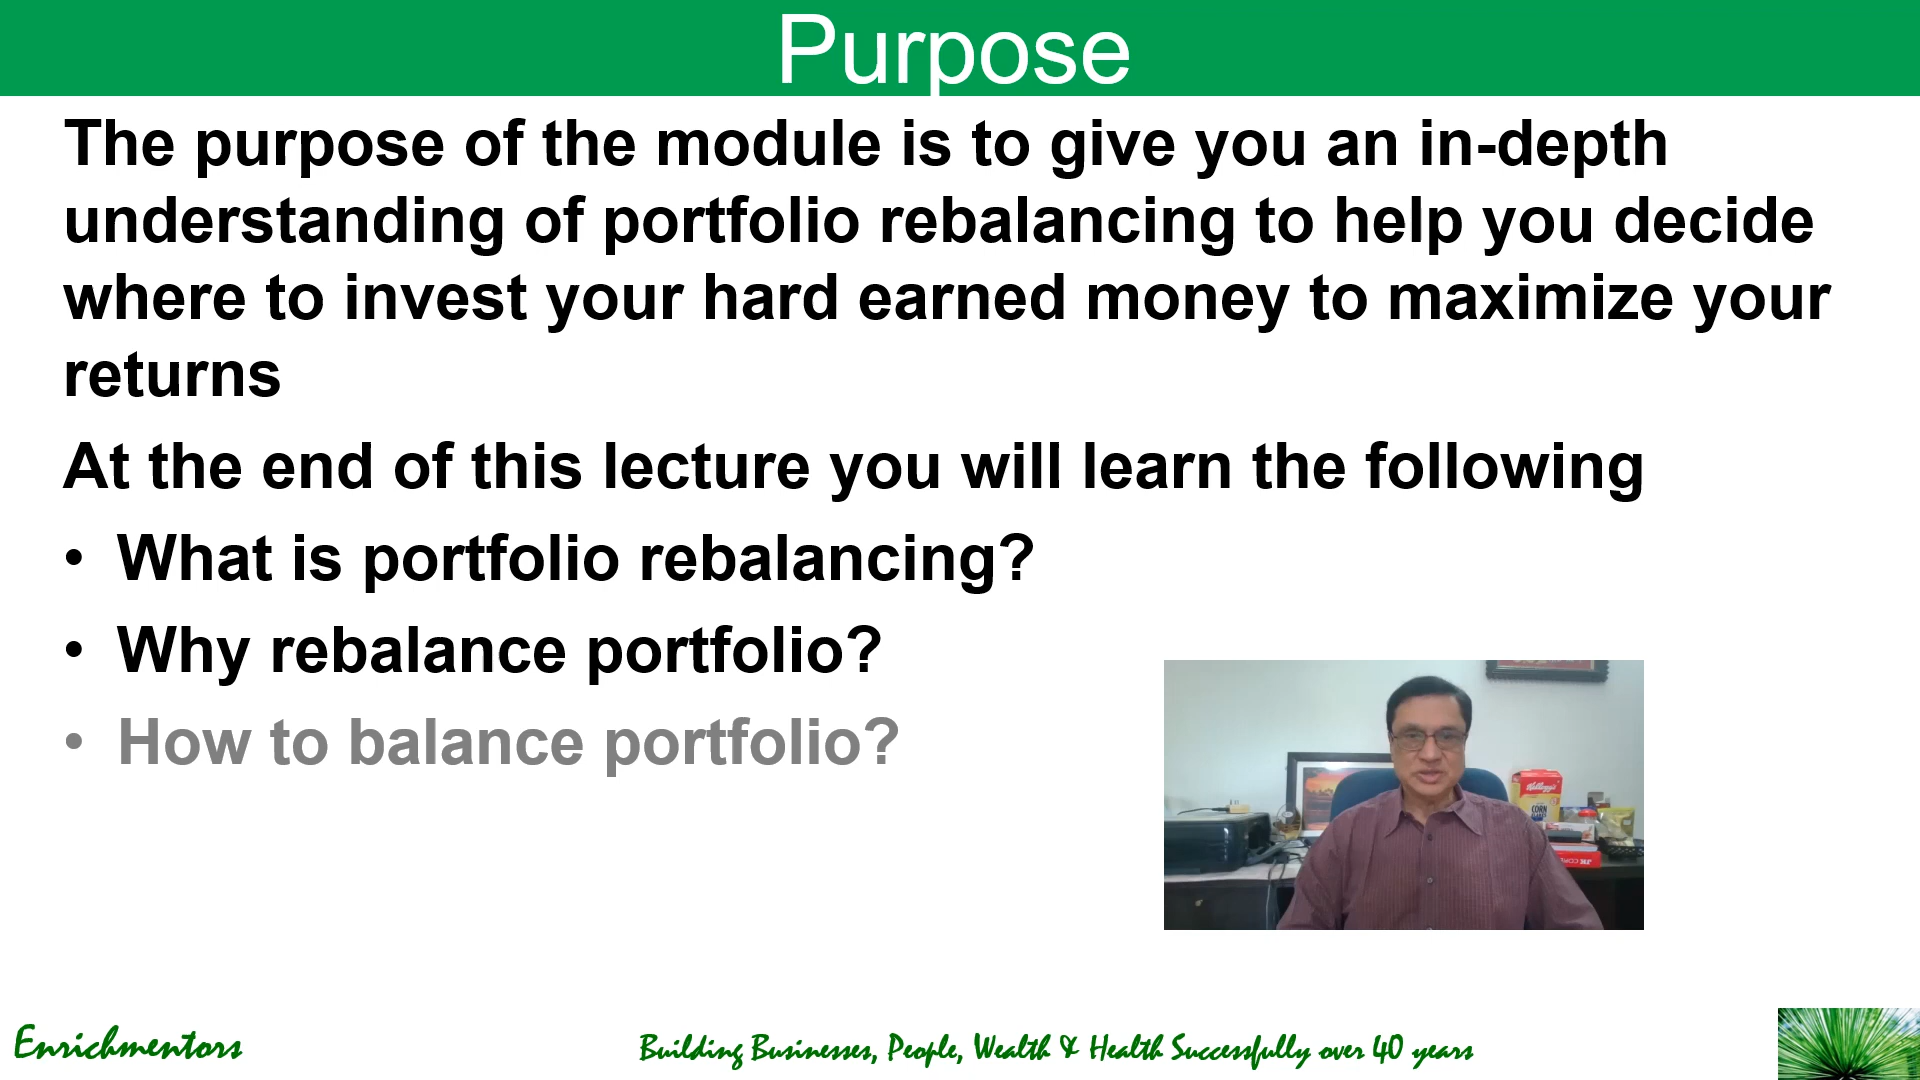 Purpose
The purpose of the module is to give you an in-depth
understanding of portfolio rebalancing to help you decide
where to invest your hard earned money to maximize your
returns
At the end of this lecture you will learn the following
• What is portfolio rebalancing?
• Why rebalance portfolio?
• How to balance portfolio?
Kellogg's
CORN
Enrichmentors
Building Businesses, People, Wealth & Health Successfully over 40 years